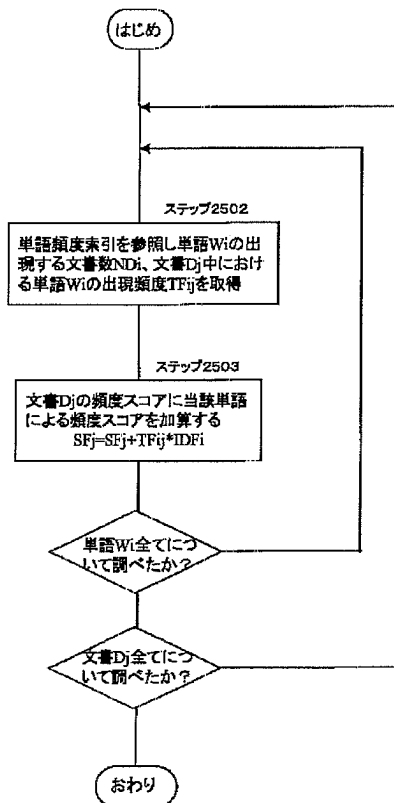 はじめ
ステップ2502
単語頻度索引を参照し単語Wiの出
現する文書数NDi、文書Dj中におけ
る単語Wiの出現頻度TFijを取得
ステップ2503
文書Djの頻度スコアに当該単語
による頻度スコアを加算する
SFj=SFj+TFij*IDFi
単語Wi全てにつ
いて調べたか？
文書Dj全てにつ
いて調べたか？
おわり